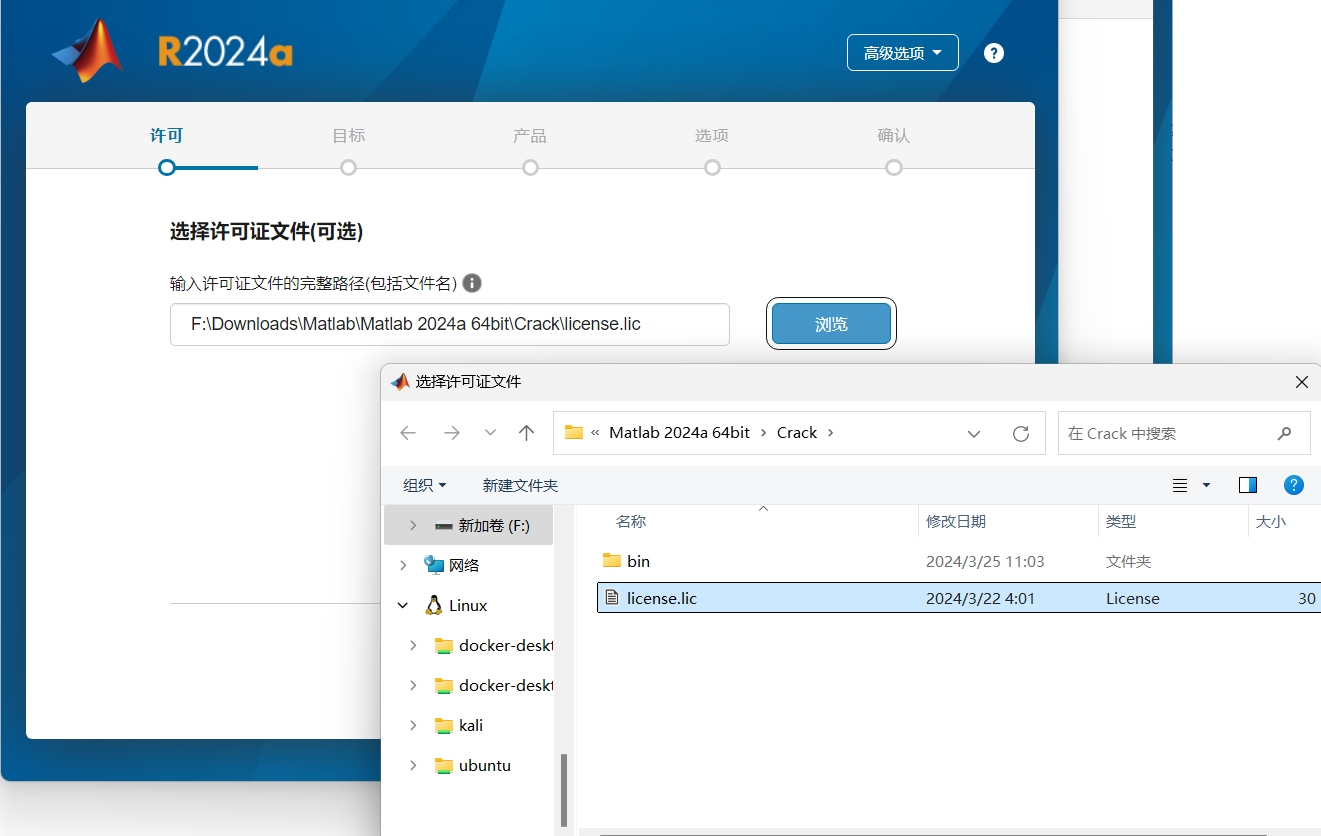 R2024a
高级选项
?
许可 目标 产品 选项 确认
选择许可证文件(可选)
输入许可证文件的完整路径(包括文件名) i
F:\Downloads\Matlab\Matlab 2024a 64bit\Crack\license.lic
浏览
选择许可证文件
« Matlab 2024a 64bit › Crack ›
在 Crack 中搜索
组织 新建文件夹
?
新加卷 (F:)
网络
Linux
docker-deskt
docker-deskt
kali
ubuntu
名称 修改日期 类型 大小
bin 2024/3/25 11:03 文件夹
license.lic 2024/3/22 4:01 License 30